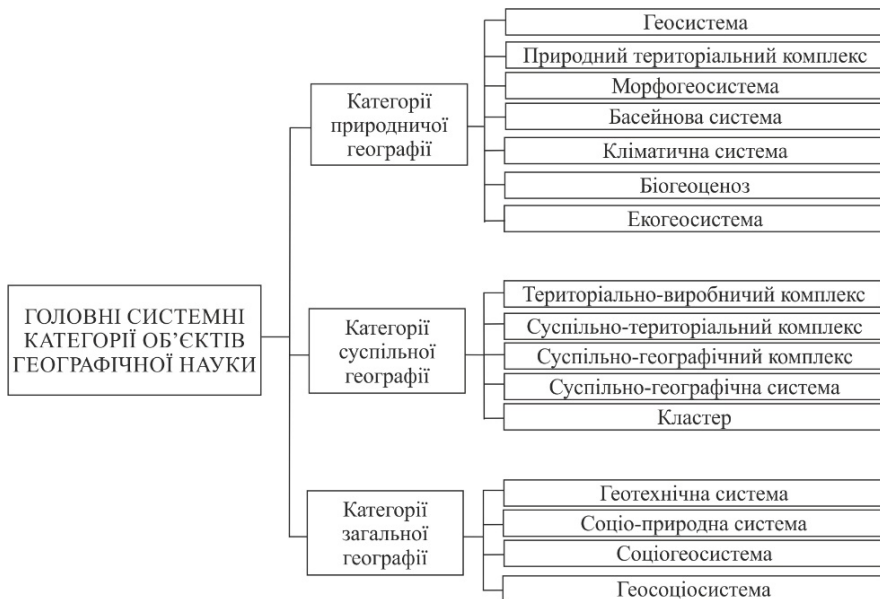 ГОЛОВНІ СИСТЕМНІ
КАТЕГОРІЇ ОБ’ЄКТІВ
ГЕОГРАФІЧНОЇ НАУКИ
Категорії
природничої
географії
Геосистема
Природний територіальний комплекс
Морфогеосистема
Басейнова система
Кліматична система
Біогеоценоз
Екогеосистема
Категорії
суспільної
географії
Територіально-виробничий комплекс
Суспільно-територіальний комплекс
Суспільно-географічний комплекс
Суспільно-географічна система
Кластер
Категорії
загальної
географії
Геотехнічна система
Соціо-природна система
Соціогеосистема
Геосоціосистема